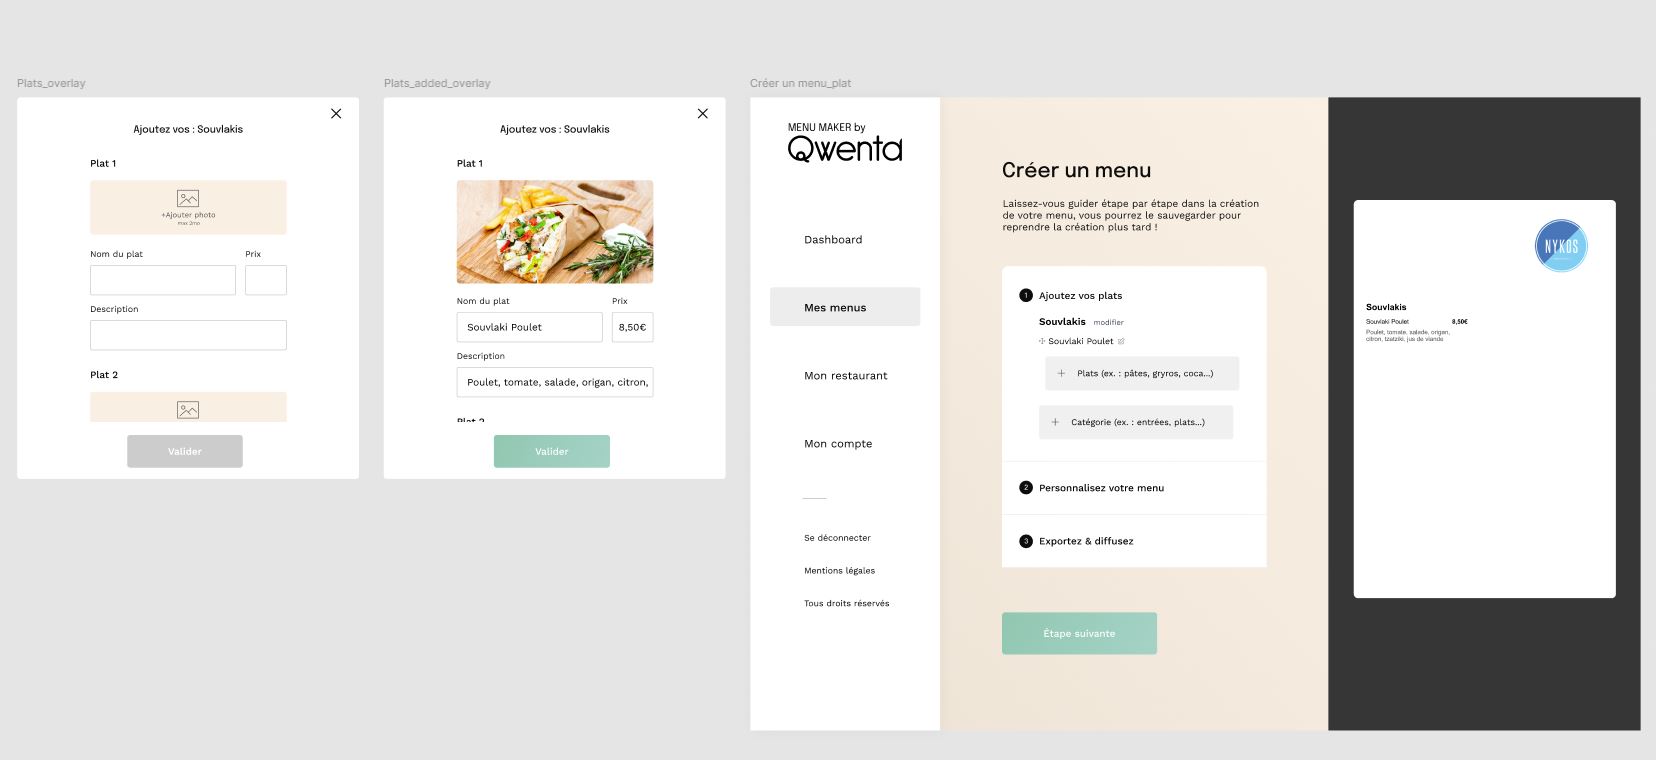 Plats_overlay
Ajoutez vos : Souvlakis
Plat 1
+Ajouter photo
max 2mo
Nom du plat
Prix
Description
Plat 2
Valider
Plats_added_overlay
Ajoutez vos : Souvlakis
Plat 1
Nom du plat
Prix
Souvlaki Poulet
8,50€
Description
Poulet, tomate, salade, origan, citron,
Plat 2
Valider
Créer un menu_plat
MENU MAKER by
Qwenta
Dashboard
Mes menus
Mon restaurant
Mon compte
Se déconnecter
Mentions légales
Tous droits réservés
Créer un menu
Laissez-vous guider étape par étape dans la création
de votre menu, vous pourrez le sauvegarder pour
reprendre la création plus tard !
1 Ajoutez vos plats
Souvlakis modifier
Souvlaki Poulet
+ Plats (ex. : pâtes, gryros, coca...)
+ Catégorie (ex. : entrées, plats...)
2 Personnalisez votre menu
3 Exportez & diffusez
Étape suivante
NYKOS
Souvlakis
Souvlaki Poulet 8,50€
Poulet, tomate, salade, origan,
citron, tzatziki, jus de viande